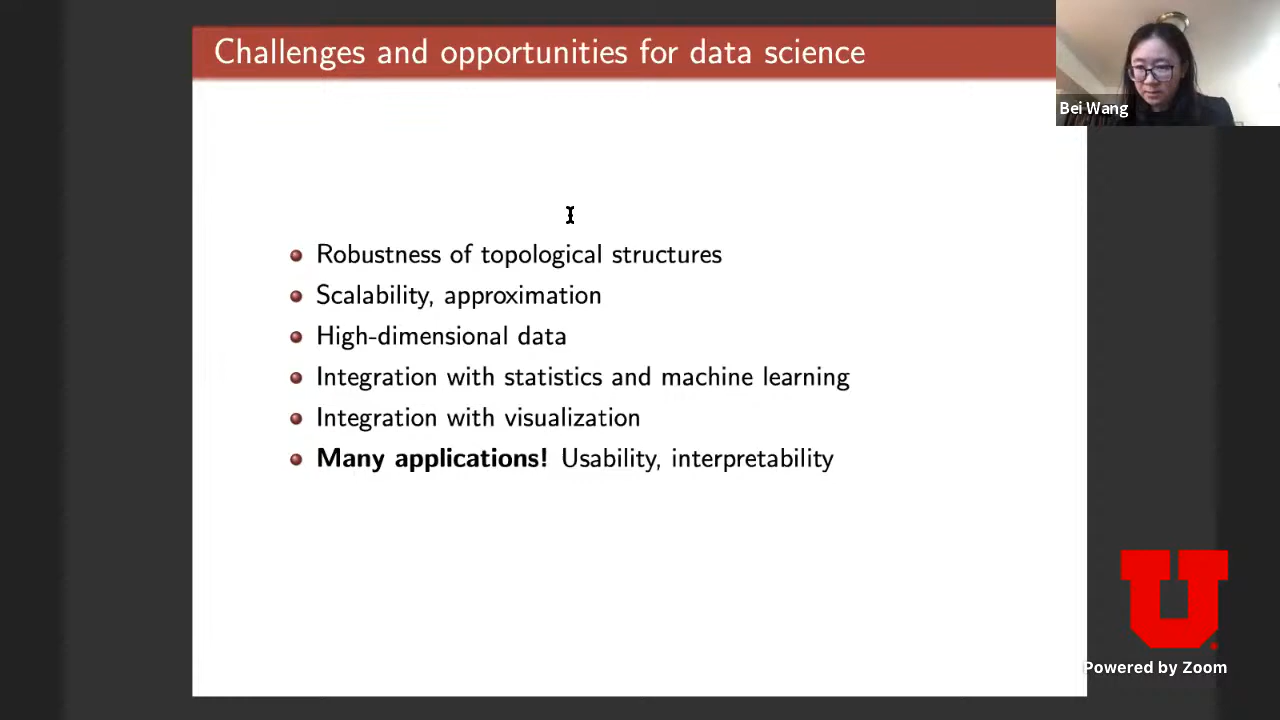 Challenges and opportunities for data science
Bei Wang
Robustness of topological structures
Scalability, approximation
High-dimensional data
Integration with statistics and machine learning
Integration with visualization
Many applications! Usability, interpretability
U
Powered by Zoom